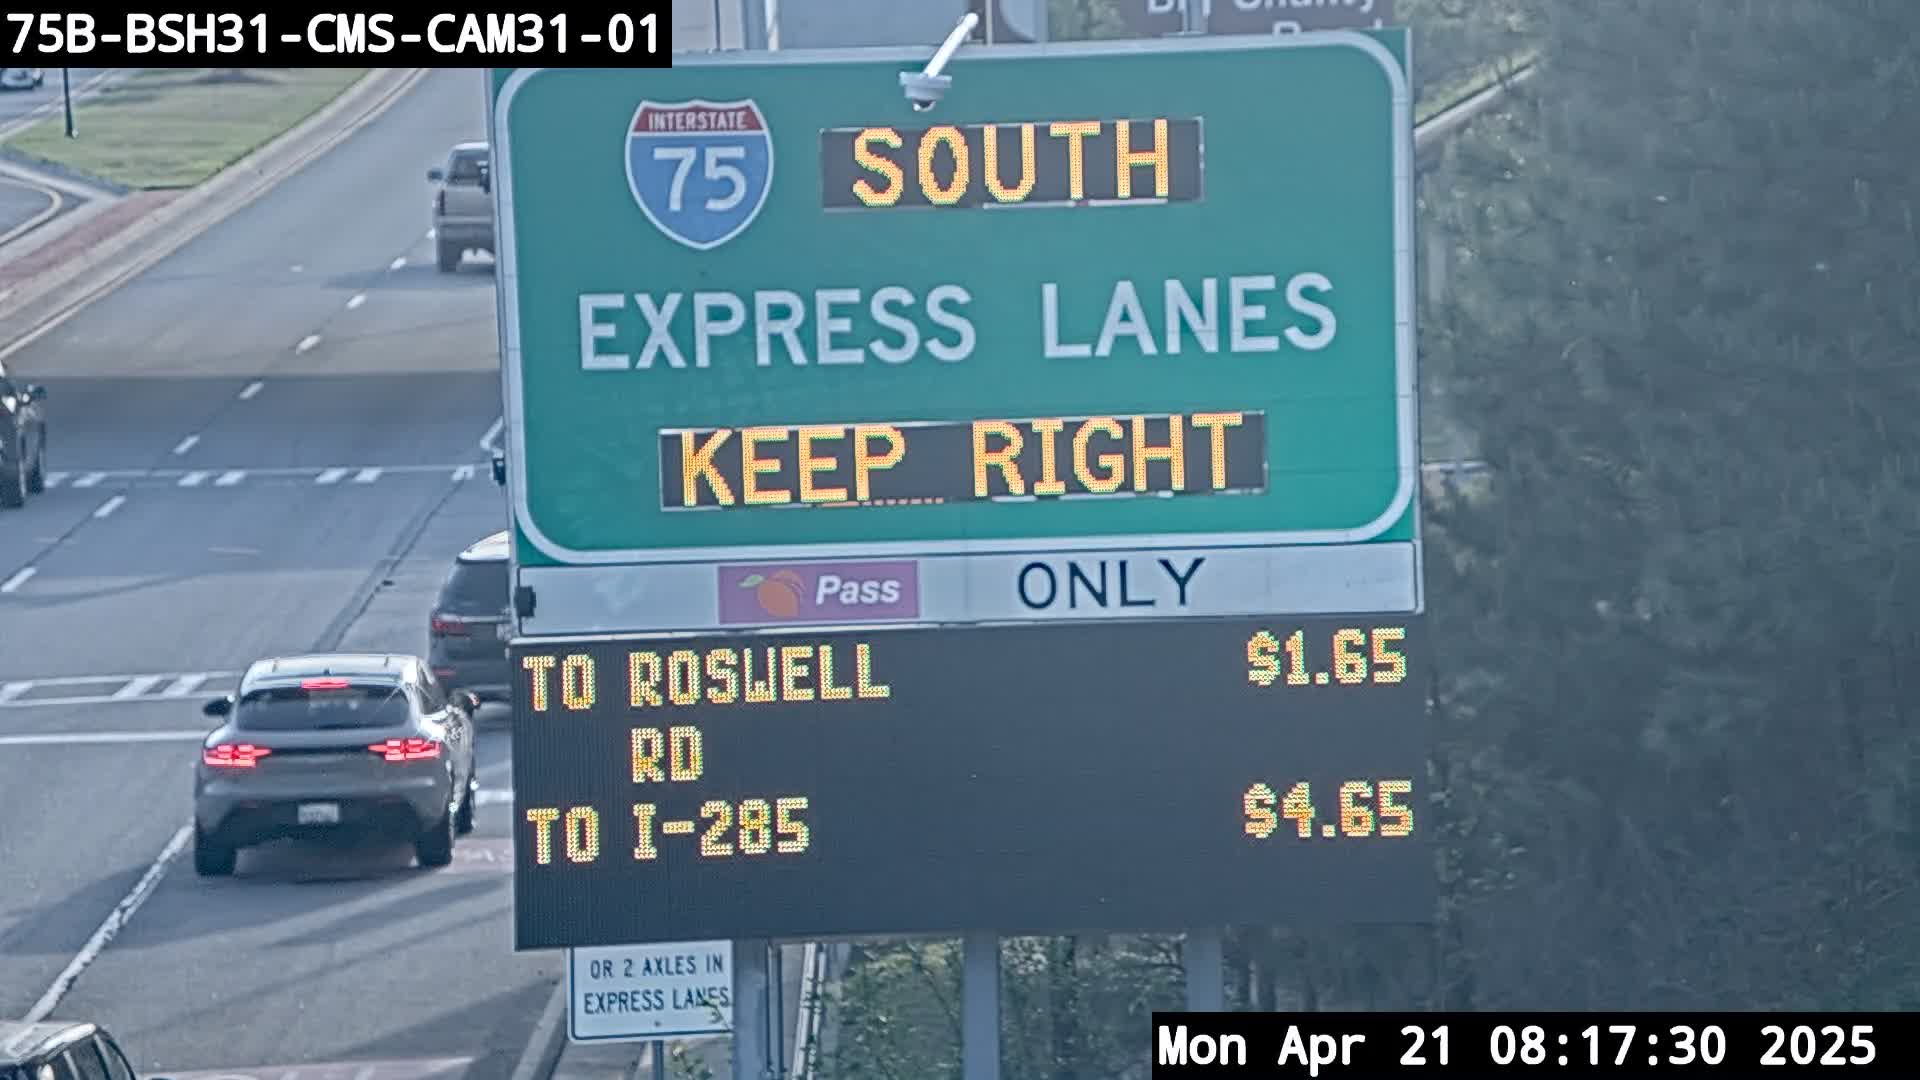 75B-BSH31-CMS-CAM31-01
INTERSTATE
75
SOUTH
EXPRESS LANES
KEEP RIGHT
Pass
ONLY
TO ROSWELL $1.65
RD
TO I-285 $4.65
OR 2 AXLES IN
EXPRESS LANES
Mon Apr 21 08:17:30 2025